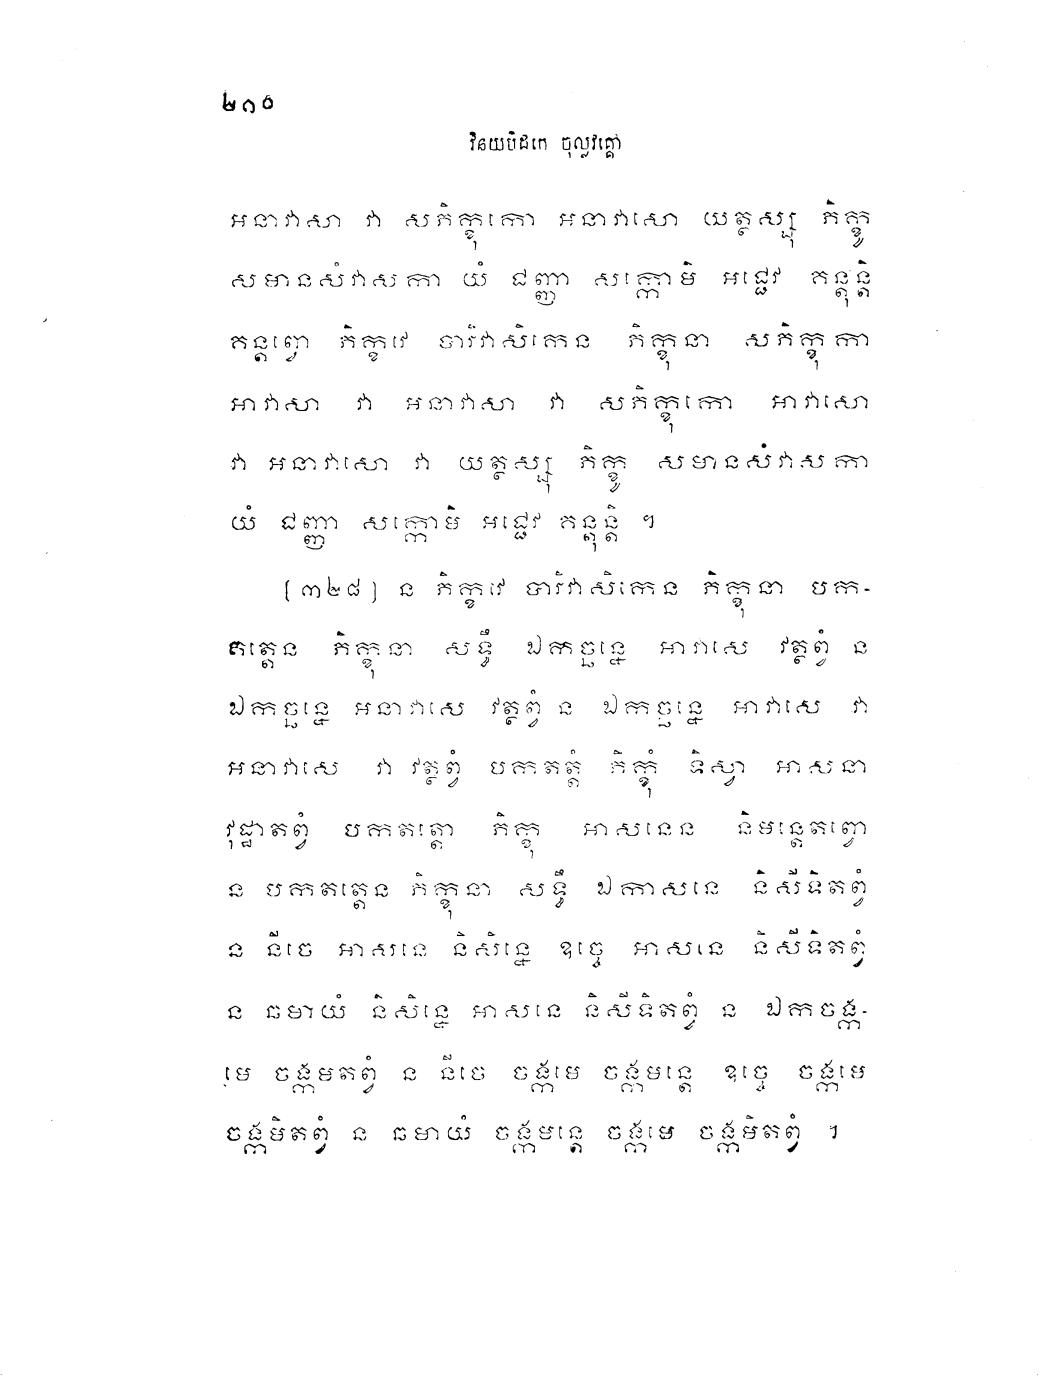 ២១០
វិនយបិដកេ ចុល្លវគ្គោ
អនាវាសា វា សភិក្ខុកោ អនាវាសោ យត្ថស្សុ ភិក្ខូ
សមានសំវាសកា យំ ជញ្ញា សក្កោមិ អជ្ជេវ គន្តុន្តិ
គន្តព្វោ ភិក្ខវេ បារិវាសិកេន ភិក្ខុនា សភិក្ខុកា
អាវាសា វា អនាវាសា វា សភិក្ខុកោ អាវាសោ
វា អនាវាសោ វា យត្ថស្សុ ភិក្ខូ សមានសំវាសកា
យំ ជញ្ញា សក្កោមិ អជ្ជេវ គន្តុន្តិ ។
[៣២៨] ន ភិក្ខវេ បារិវាសិកេន ភិក្ខុនា បក-
តត្តេន ភិក្ខុនា សទ្ធឹ ឯកច្ឆន្នេ អាវាសេ វត្ថព្វំ ន
ឯកច្ឆន្នេ អនាវាសេ វត្ថព្វំ ន ឯកច្ឆន្នេ អាវាសេ វា
អនាវាសេ វា វត្ថព្វំ បកតត្តំ ភិក្ខុំ ទិស្វា អាសនា
វុដ្ឋាតព្វំ បកតត្តោ ភិក្ខុ អាសនេន និមន្តេតព្វោ
ន បកតត្តេន ភិក្ខុនា សទ្ធឹ ឯកាសនេ និសីទិតព្វំ
ន នីចេ អាសនេ និសិន្នេ ឧច្ចេ អាសនេ និសីទិតព្វំ
ន ឆមាយំ និសិន្នេ អាសនេ និសីទិតព្វំ ន ឯកចង្ក-
មេ ចង្កមតព្វំ ន នីចេ ចង្កមេ ចង្កមន្តេ ឧច្ចេ ចង្កមេ
ចង្កមិតព្វំ ន ឆមាយំ ចង្កមន្តេ ចង្កមេ ចង្កមិតព្វំ ។